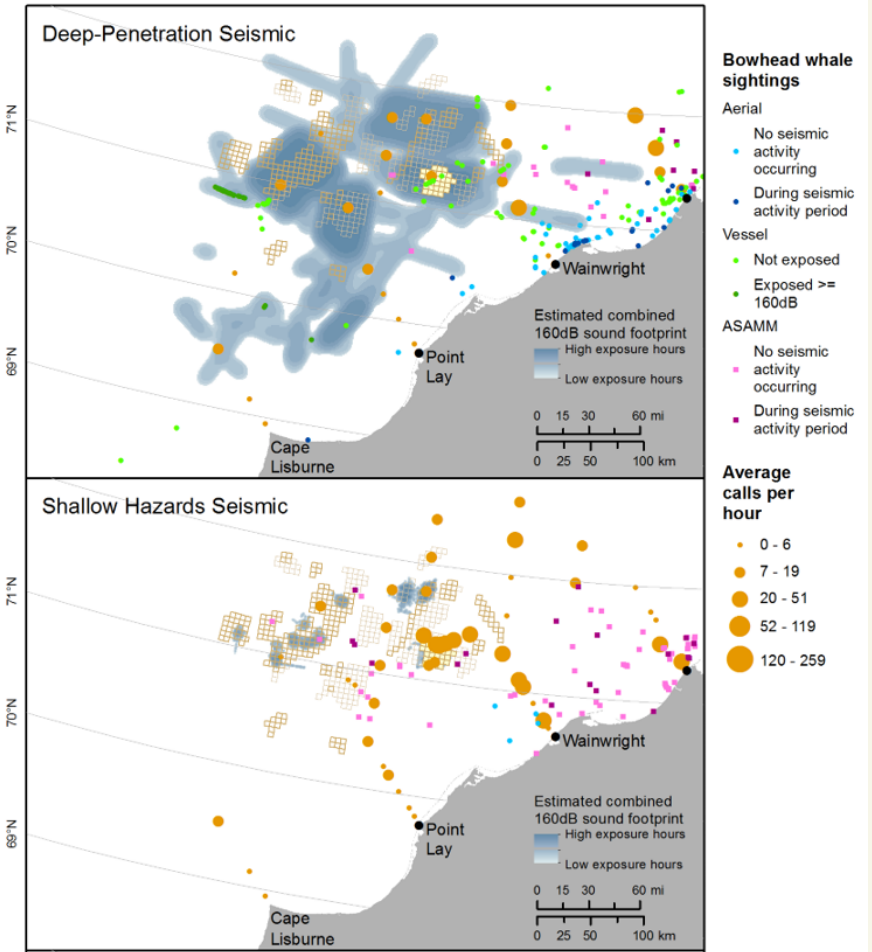 Deep-Penetration Seismic
71°N
70°N
69°N
Wainwright
Point
Lay
Cape
Lisburne
Estimated combined
160dB sound footprint
High exposure hours
Low exposure hours
0 15 30 60 mi
0 25 50 100 km
Shallow Hazards Seismic
71°N
70°N
69°N
Wainwright
Point
Lay
Cape
Lisburne
Estimated combined
160dB sound footprint
High exposure hours
Low exposure hours
0 15 30 60 mi
0 25 50 100 km
Bowhead whale
sightings
Aerial
No seismic
activity
occurring
During seismic
activity period
Vessel
Not exposed
Exposed >=
160dB
ASAMM
No seismic
activity
occurring
During seismic
activity period
Average
calls per
hour
0 - 6
7 - 19
20 - 51
52 - 119
120 - 259